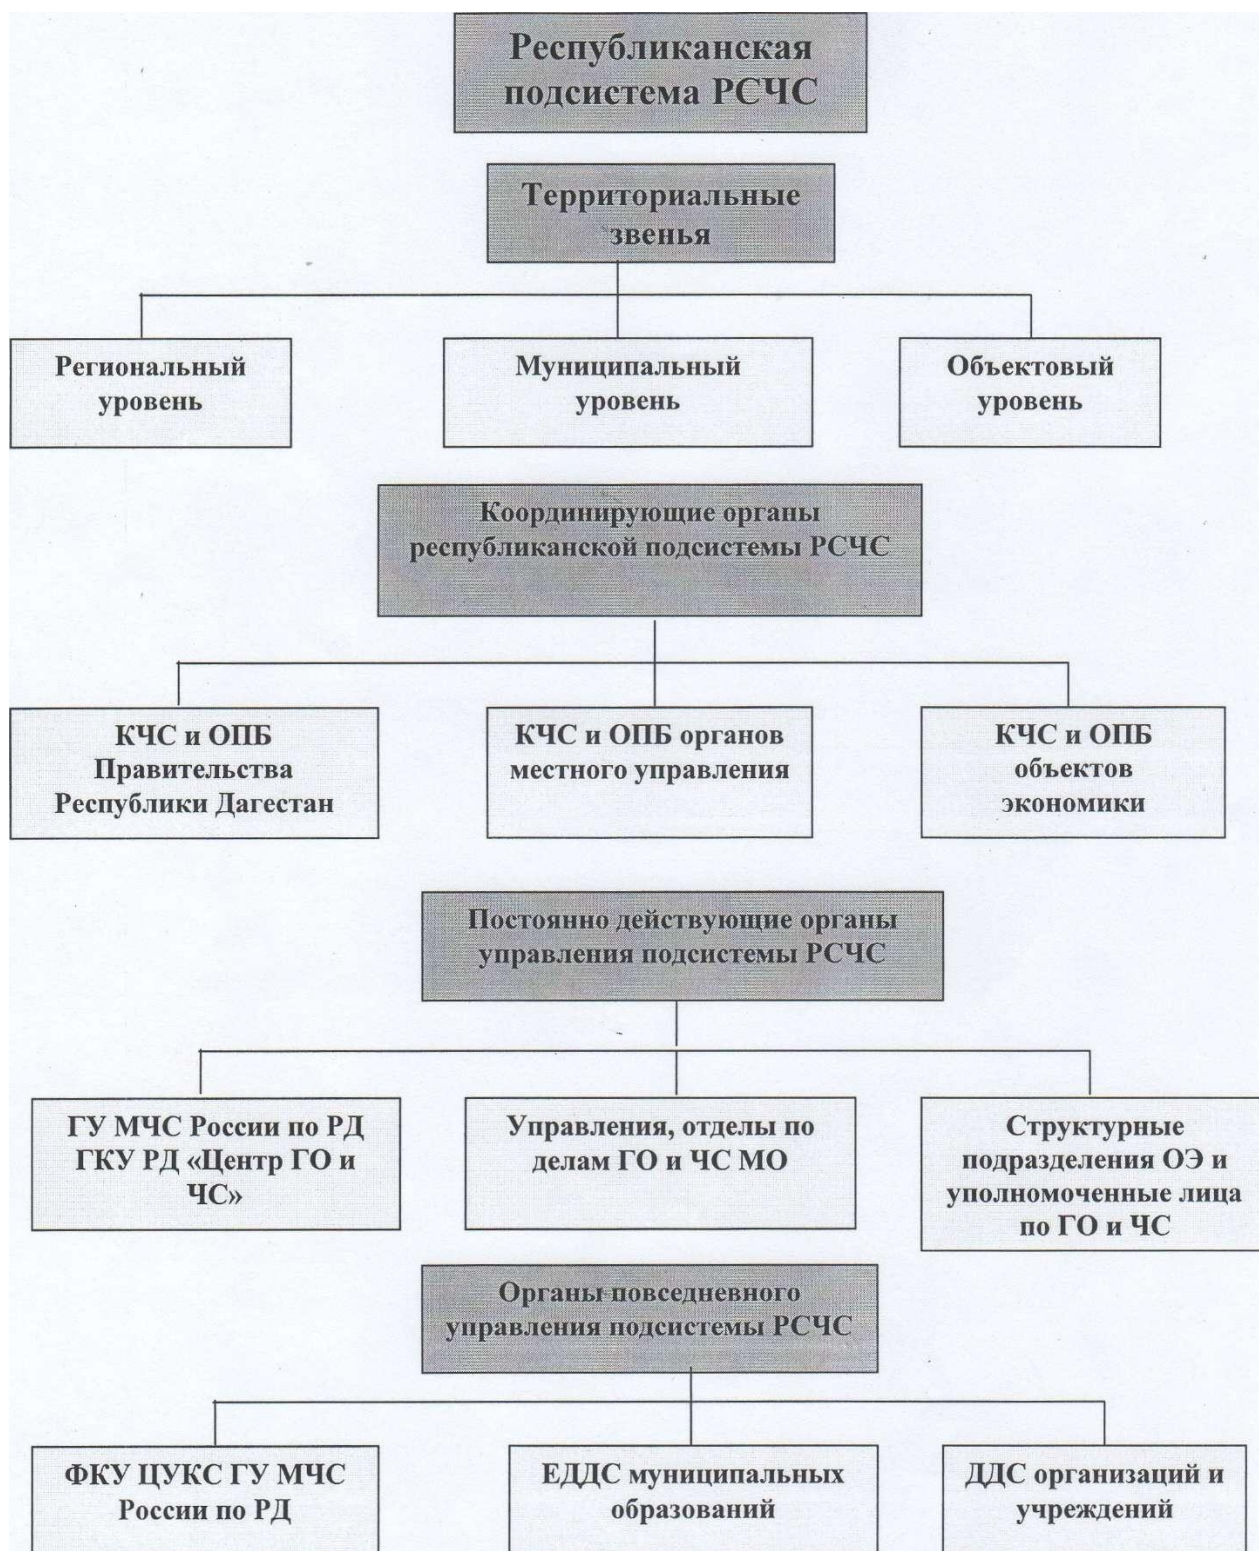 Республиканская
подсистема РСЧС
Территориальные
звенья
Региональный
уровень
Муниципальный
уровень
Объектовый
уровень
Координирующие органы
республиканской подсистемы РСЧС
КЧС и ОПБ
Правительства
Республики Дагестан
КЧС и ОПБ органов
местного управления
КЧС и ОПБ
объектов
экономики
Постоянно действующие органы
управления подсистемы РСЧС
ГУ МЧС России по РД
ГКУ РД «Центр ГО и
ЧС»
Управления, отделы по
делам ГО и ЧС МО
Структурные
подразделения ОЭ и
уполномоченные лица
по ГО и ЧС
Органы повседневного
управления подсистемы РСЧС
ФКУ ЦУКС ГУ МЧС
России по РД
ЕДДС муниципальных
образований
ДДС организаций и
учреждений